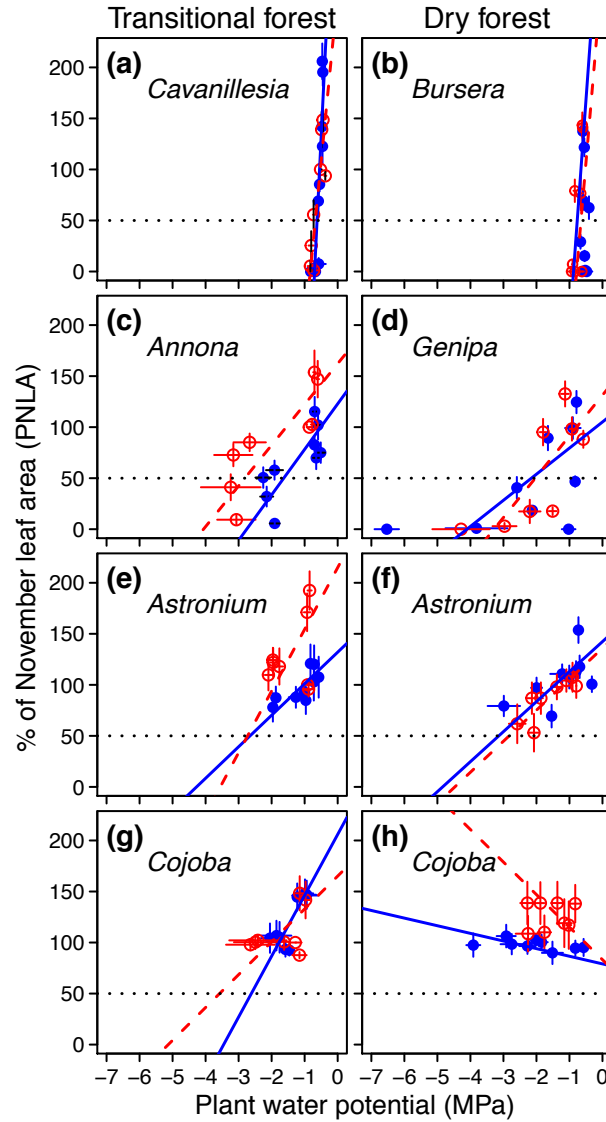 Transitional forest Dry forest
(a) Cavanillesia
(b) Bursera
200
150
100
50
0
(c) Annona
(d) Genipa
200
150
100
50
0
(e) Astronium
(f) Astronium
200
150
100
50
0
(g) Cojoba
(h) Cojoba
200
150
100
50
0
% of November leaf area (PNLA)
−7 −6 −5 −4 −3 −2 −1 0 −7 −6 −5 −4 −3 −2 −1 0
Plant water potential (MPa)